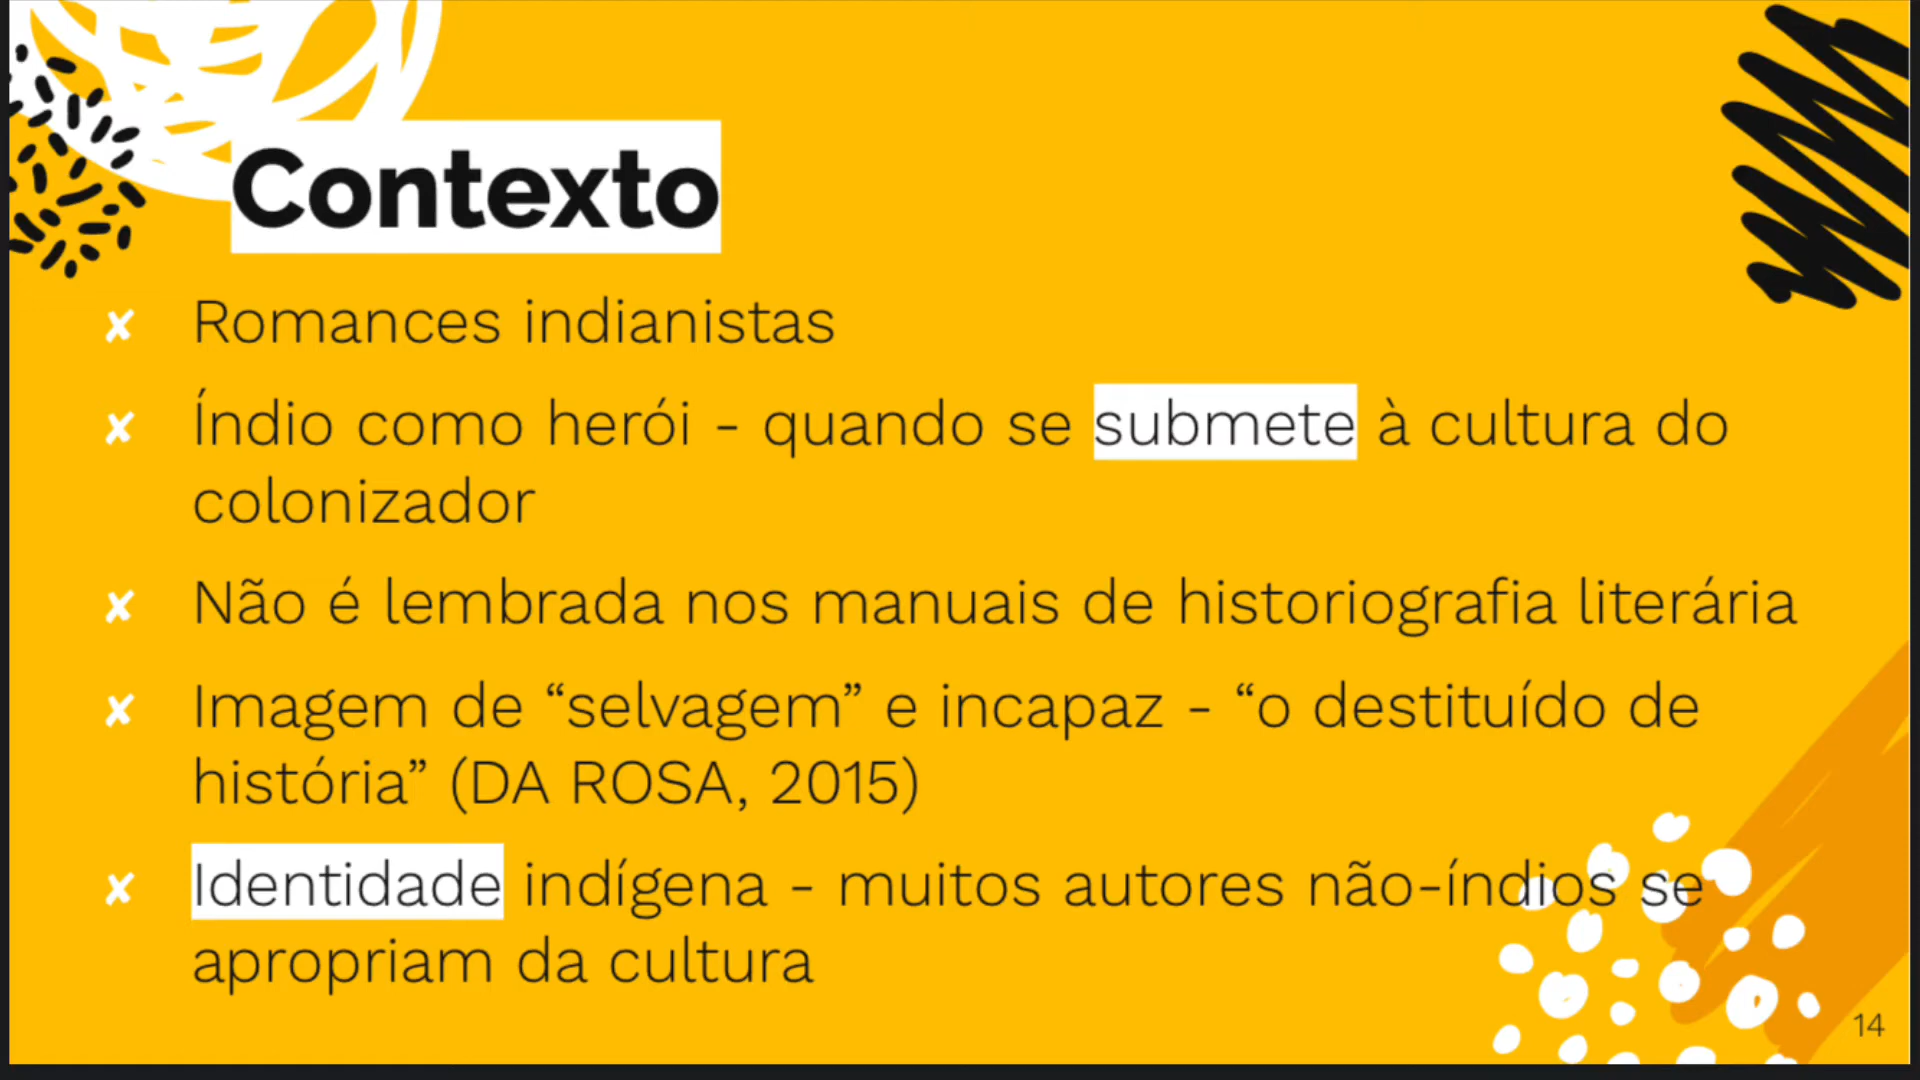 Contexto
✘ Romances indianistas
✘ Índio como herói - quando se submete à cultura do
colonizador
✘ Não é lembrada nos manuais de historiografia literária
✘ Imagem de “selvagem” e incapaz - “o destituído de
história” (DA ROSA, 2015)
✘ Identidade indígena - muitos autores não-índios se
apropriam da cultura
14